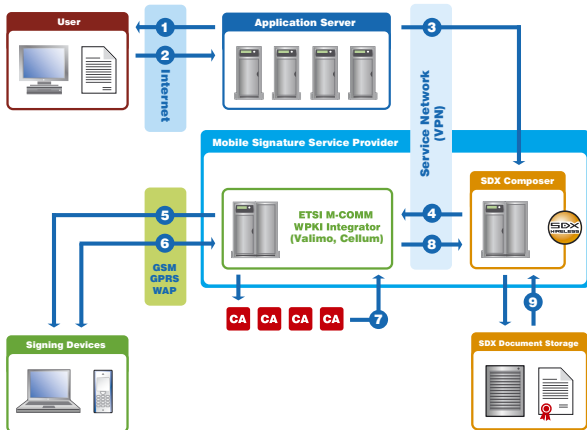 User
1
2
Internet
Application Server
3
Service Network
(VPN)
Mobile Signature Service Provider
ETSI M-COMM
WPKI Integrator
(Valimo, Cellum)
SDX Composer
SDX
WIRELESS
4
8
5
6
GSM
GPRS
WAP
CA CA CA CA
7
9
Signing Devices
SDX Document Storage